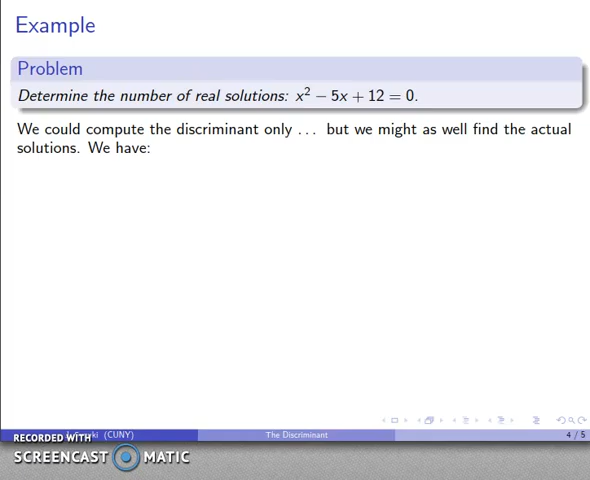 Example
Problem
Determine the number of real solutions: x² − 5x + 12 = 0.
We could compute the discriminant only ... but we might as well find the actual
solutions. We have:
(CUNY)
The Discriminant
4 / 5
RECORDED WITH
SCREENCAST MATIC